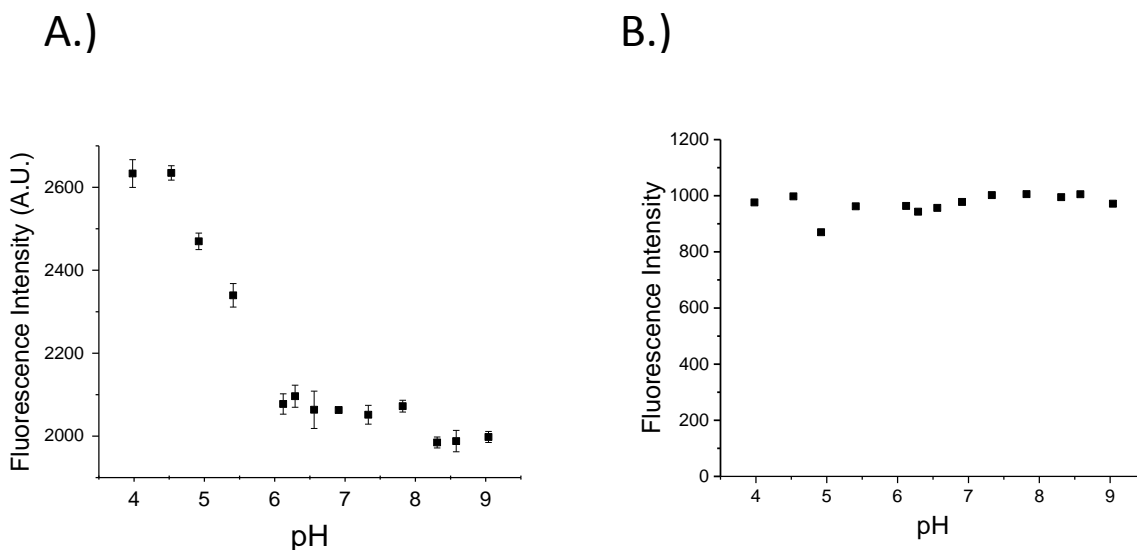 A.)
Fluorescence Intensity (A.U.)
2600
2400
2200
2000
4 5 6 7 8 9
pH
B.)
Fluorescence Intensity
1200
1000
800
600
400
200
0
4 5 6 7 8 9
pH